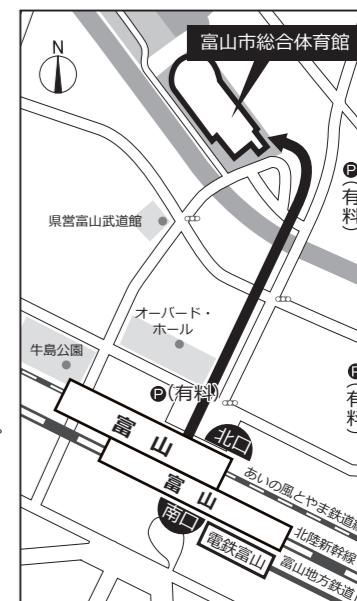 富山市総合体育館
N
P
(有料)
県営富山武道館
オーバード・
ホール
牛島公園
P(有料)
P
(有料)
富山
北口
富山
南口
電鉄富山
あいの風とやま鉄道線
北陸新幹線
富山地方鉄道